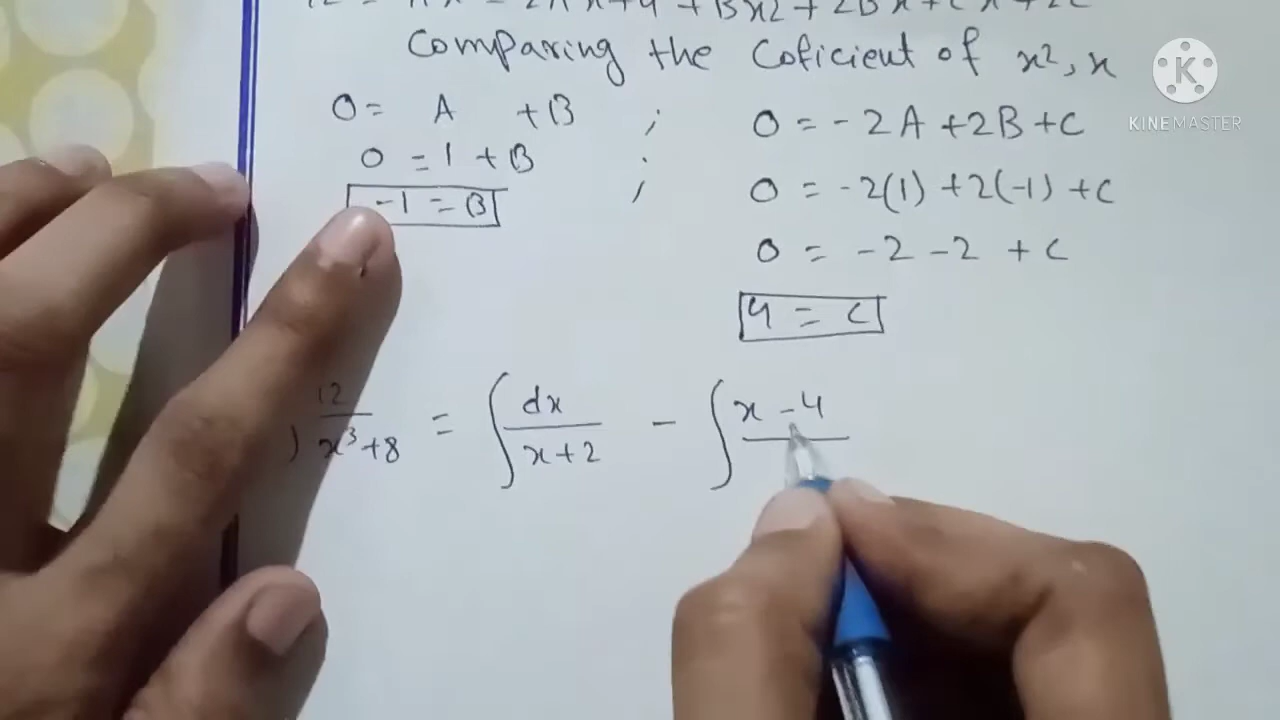 Comparing the Coficient of x², x
0 = A + B ; 0 = -2A + 2B + C
0 = 1 + B ; 0 = -2(1) + 2(-1) + C
-1 = B ;
0 = -2 -2 + C
4 = C
12/x³+8 = ∫ dx/x+2 - ∫ x-4
K
KINEMASTER